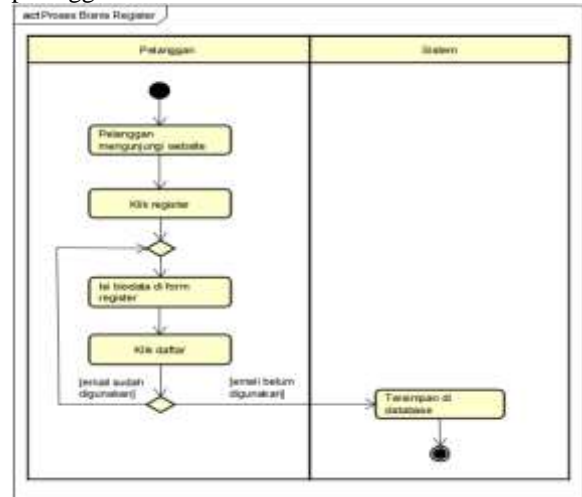 act Proses Bisnis Register
Pelanggan
Sistem
Pelanggan
mengunjungi website
Klik register
Isi biodata di form
register
Klik daftar
[email sudah
digunakan]
[email belum
digunakan]
Tersimpan di
database